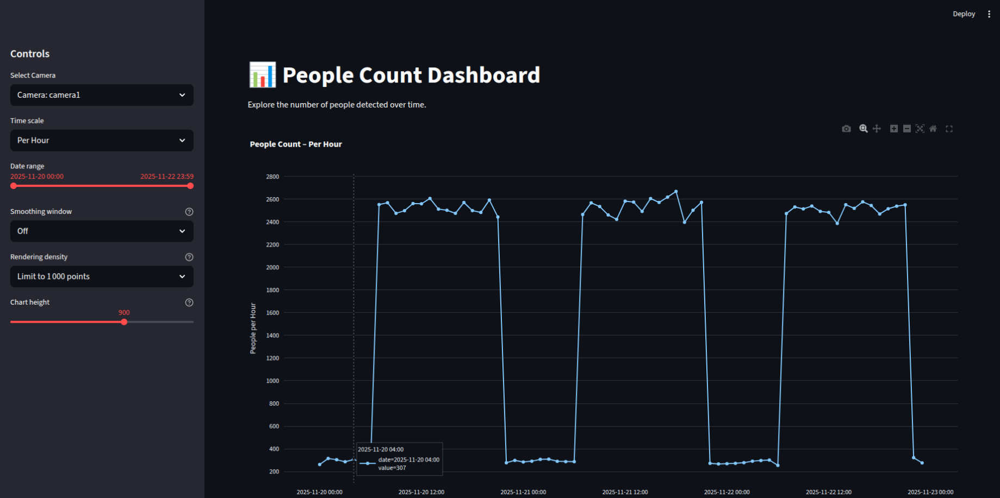 Deploy
Controls
Select Camera
Camera: camera1
Time scale
Per Hour
Date range
2025-11-20 00:00 2025-11-22 23:59
Smoothing window
Off
Rendering density
Limit to 1 000 points
Chart height
900
📊 People Count Dashboard
Explore the number of people detected over time.
People Count – Per Hour
People per Hour
2800
2600
2400
2200
2000
1800
1600
1400
1200
1000
800
600
400
200
2025-11-20 04:00
date=2025-11-20 04:00
value=307
2025-11-20 00:00 2025-11-20 12:00 2025-11-21 00:00 2025-11-21 12:00 2025-11-22 00:00 2025-11-22 12:00 2025-11-23 00:00